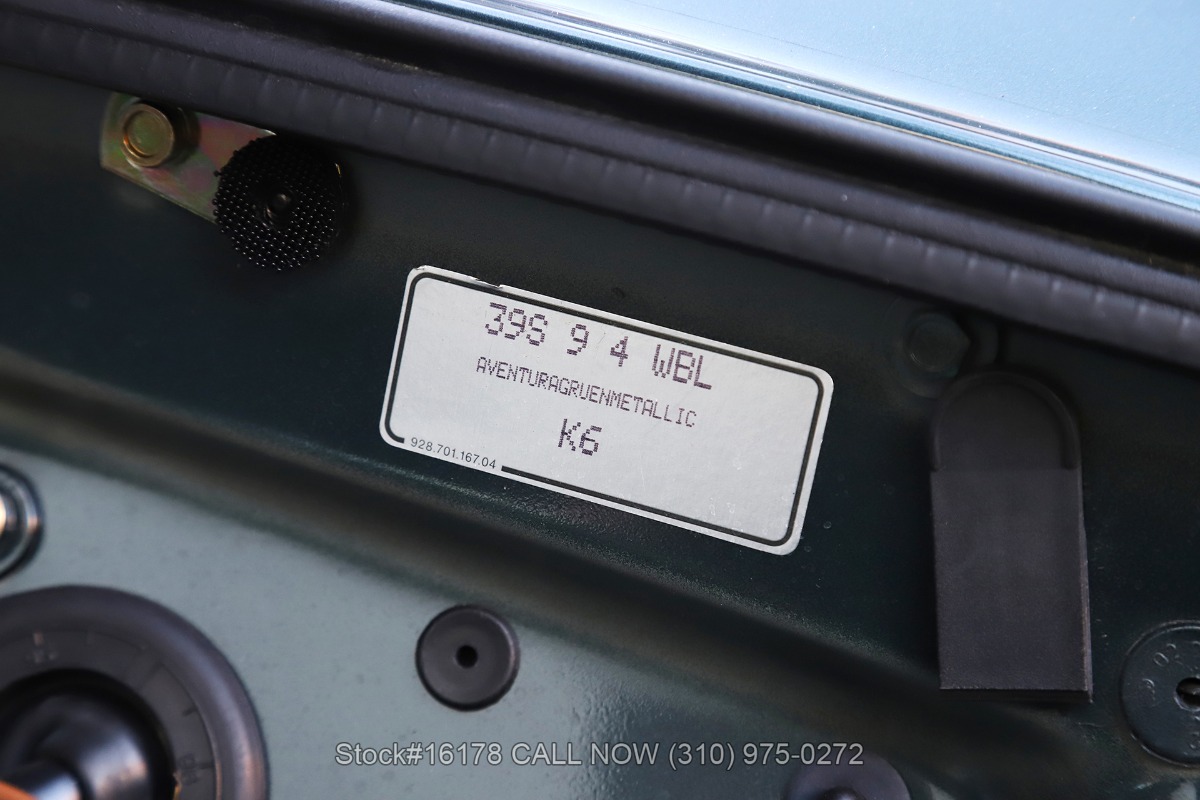 39S 9 4 WBL
AVENTURAGRUENMETALLIC
K6
928.701.167.04
Stock#16178 CALL NOW (310) 975-0272